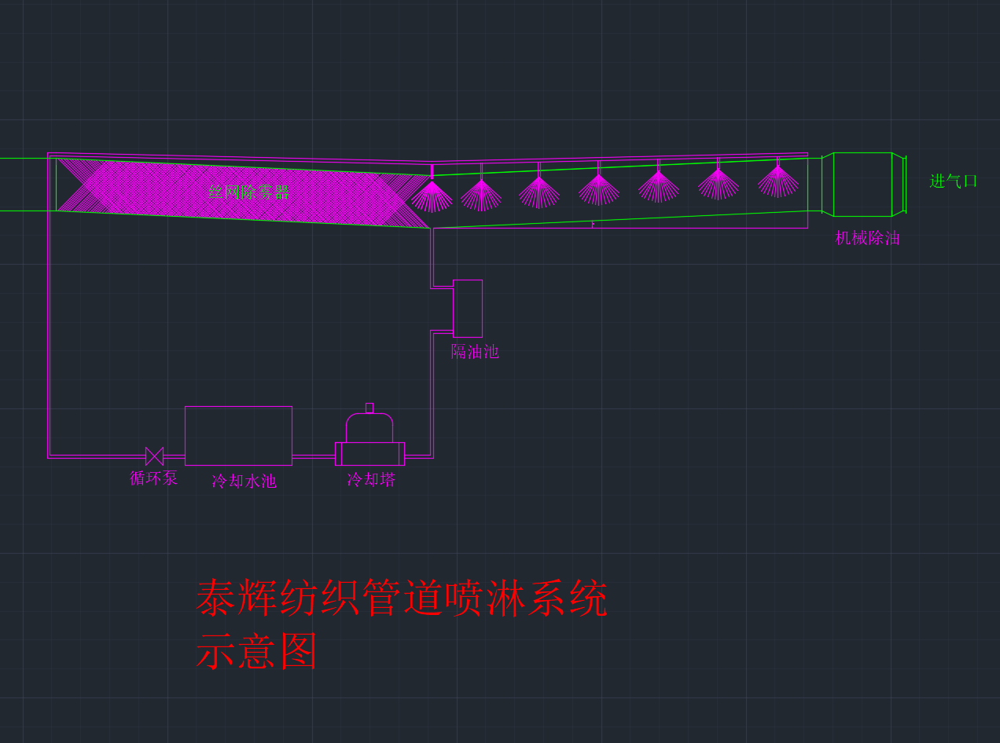 丝网除雾器
进气口
机械除油
隔油池
循环泵
冷却水池
冷却塔
泰辉纺织管道喷淋系统
示意图